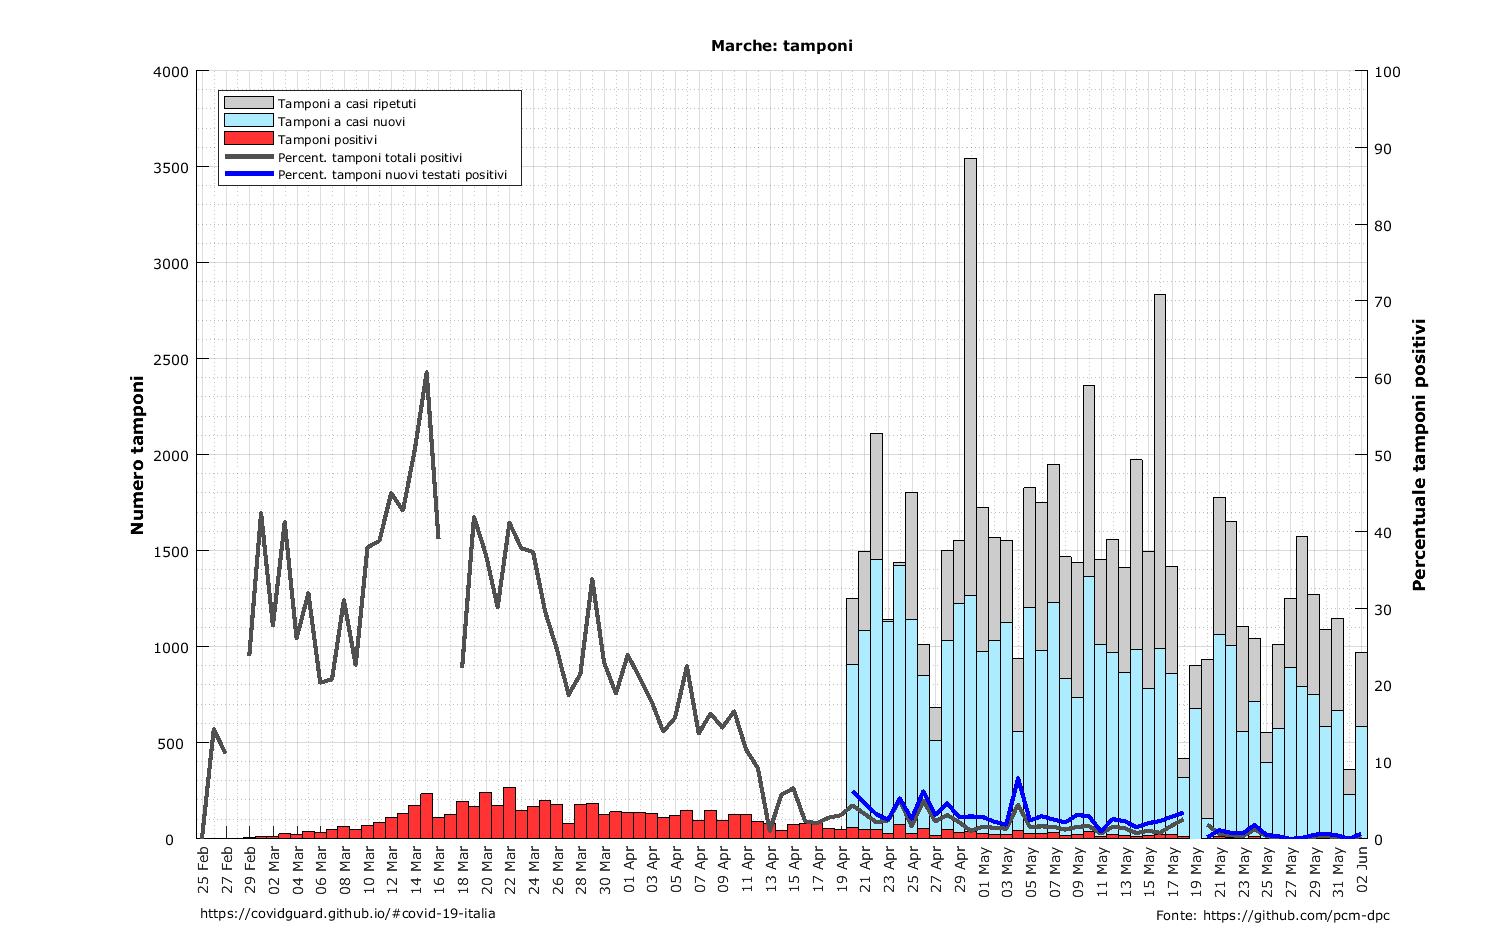 Marche: tamponi
Tamponi a casi ripetuti
Tamponi a casi nuovi
Tamponi positivi
Percent. tamponi totali positivi
Percent. tamponi nuovi testati positivi
Numero tamponi
4000
3500
3000
2500
2000
1500
1000
500
0
Percentuale tamponi positivi
100
90
80
70
60
50
40
30
20
10
0
25 Feb
27 Feb
29 Feb
02 Mar
04 Mar
06 Mar
08 Mar
10 Mar
12 Mar
14 Mar
16 Mar
18 Mar
20 Mar
22 Mar
24 Mar
26 Mar
28 Mar
30 Mar
01 Apr
03 Apr
05 Apr
07 Apr
09 Apr
11 Apr
13 Apr
15 Apr
17 Apr
19 Apr
21 Apr
23 Apr
25 Apr
27 Apr
29 Apr
01 May
03 May
05 May
07 May
09 May
11 May
13 May
15 May
17 May
19 May
21 May
23 May
25 May
27 May
29 May
31 May
02 Jun
https://covidguard.github.io/#covid-19-italia
Fonte: https://github.com/pcm-dpc